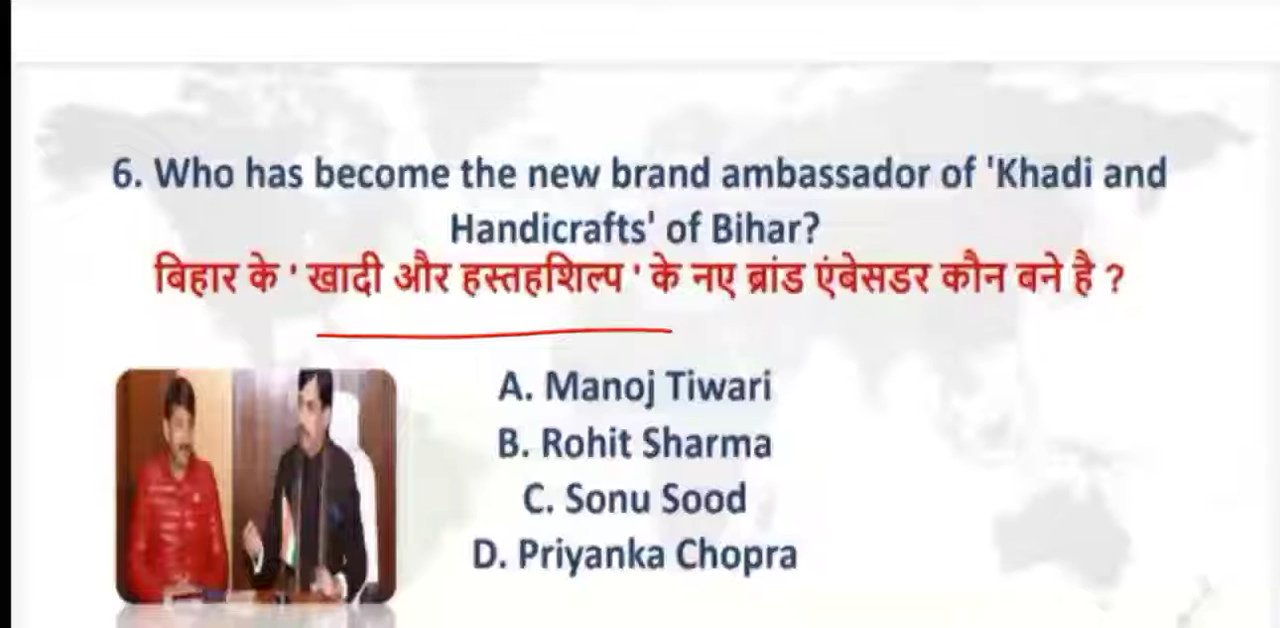 6. Who has become the new brand ambassador of 'Khadi and
Handicrafts' of Bihar?
बिहार के ' खादी और हस्तहशिल्प ' के नए ब्रांड एंबेसडर कौन बने है ?
A. Manoj Tiwari
B. Rohit Sharma
C. Sonu Sood
D. Priyanka Chopra